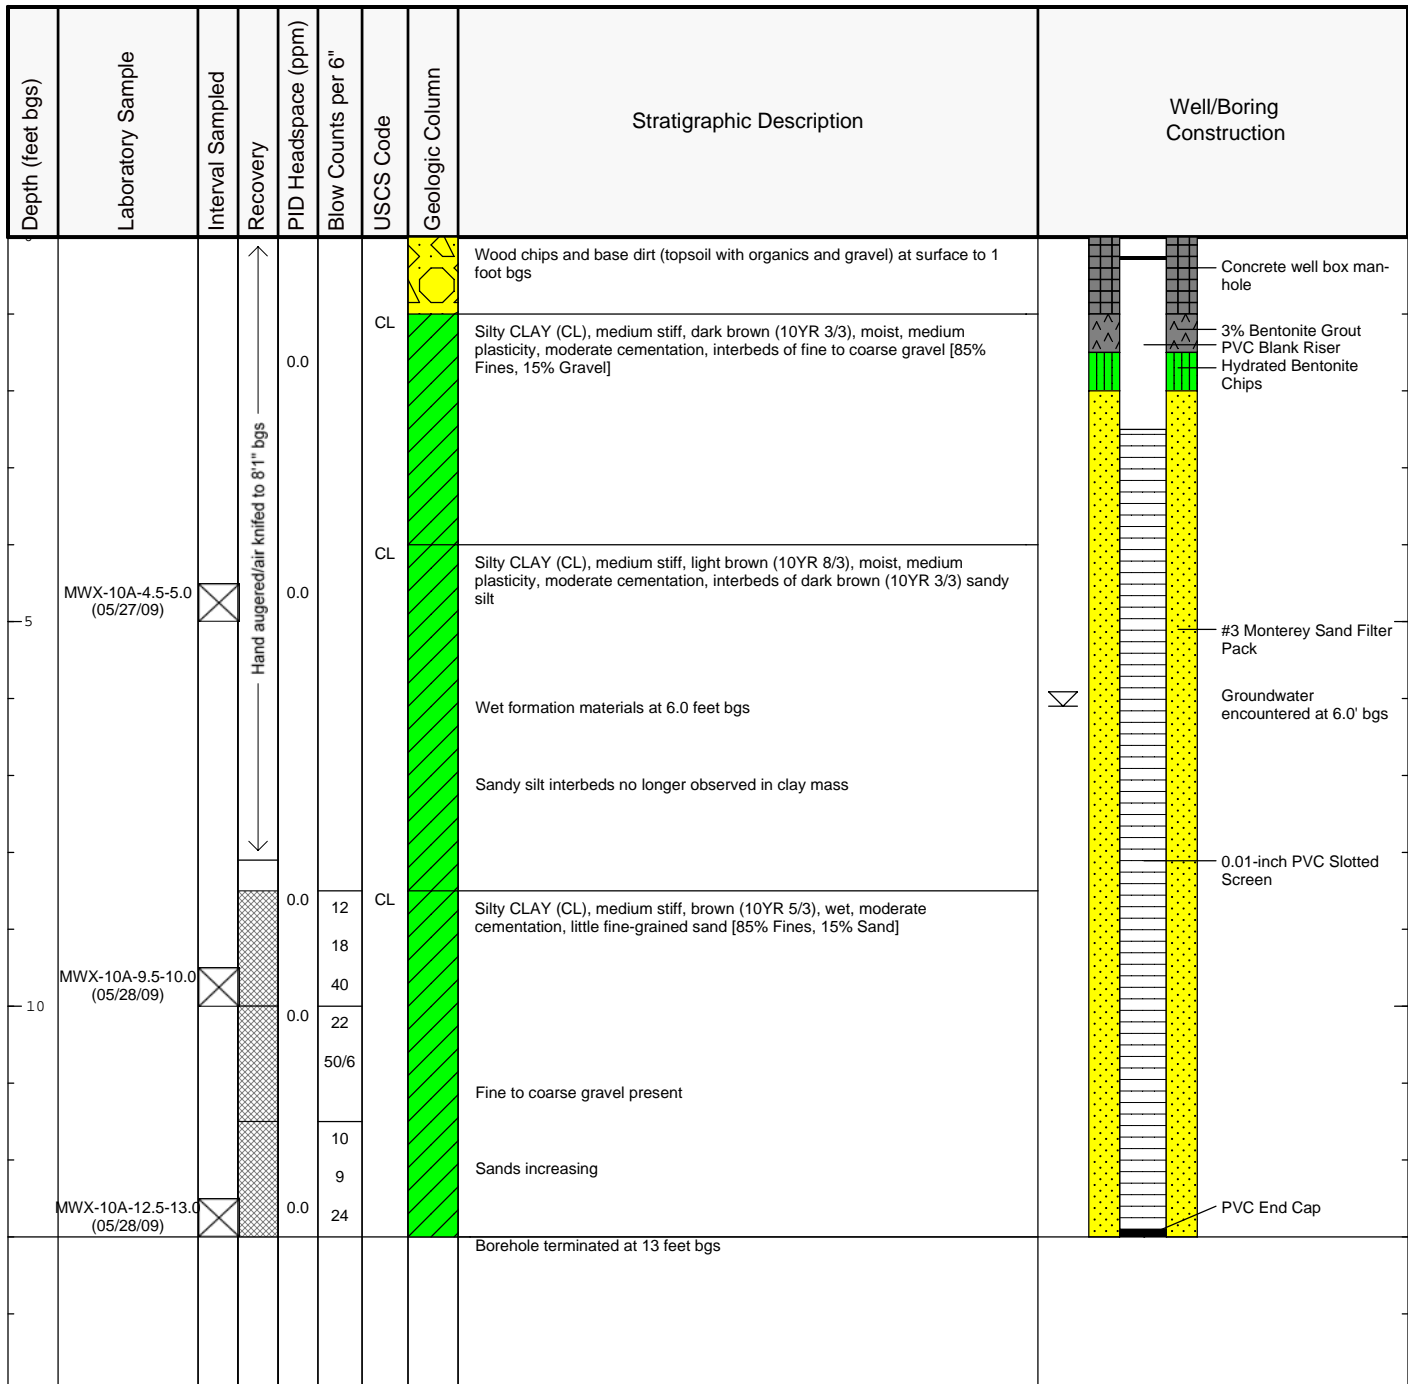 Depth (feet bgs)
Laboratory Sample
Interval Sampled
Recovery
PID Headspace (ppm)
Blow Counts per 6"
USCS Code
Geologic Column
Stratigraphic Description
Well/Boring
Construction
Wood chips and base dirt (topsoil with organics and gravel) at surface to 1
foot bgs
Concrete well box man-
hole
CL
Silty CLAY (CL), medium stiff, dark brown (10YR 3/3), moist, medium
plasticity, moderate cementation, interbeds of fine to coarse gravel [85%
Fines, 15% Gravel]
0.0
3% Bentonite Grout
PVC Blank Riser
Hydrated Bentonite
Chips
Hand augered/air knifed to 8'1" bgs
CL
Silty CLAY (CL), medium stiff, light brown (10YR 8/3), moist, medium
plasticity, moderate cementation, interbeds of dark brown (10YR 3/3) sandy
silt
MWX-10A-4.5-5.0
(05/27/09)
0.0
5
#3 Monterey Sand Filter
Pack
Wet formation materials at 6.0 feet bgs
Groundwater
encountered at 6.0' bgs
Sandy silt interbeds no longer observed in clay mass
0.01-inch PVC Slotted
Screen
0.0
12
18
40
CL
Silty CLAY (CL), medium stiff, brown (10YR 5/3), wet, moderate
cementation, little fine-grained sand [85% Fines, 15% Sand]
MWX-10A-9.5-10.0
(05/28/09)
10
0.0
22
50/6
Fine to coarse gravel present
10
9
24
Sands increasing
MWX-10A-12.5-13.0
(05/28/09)
0.0
PVC End Cap
Borehole terminated at 13 feet bgs